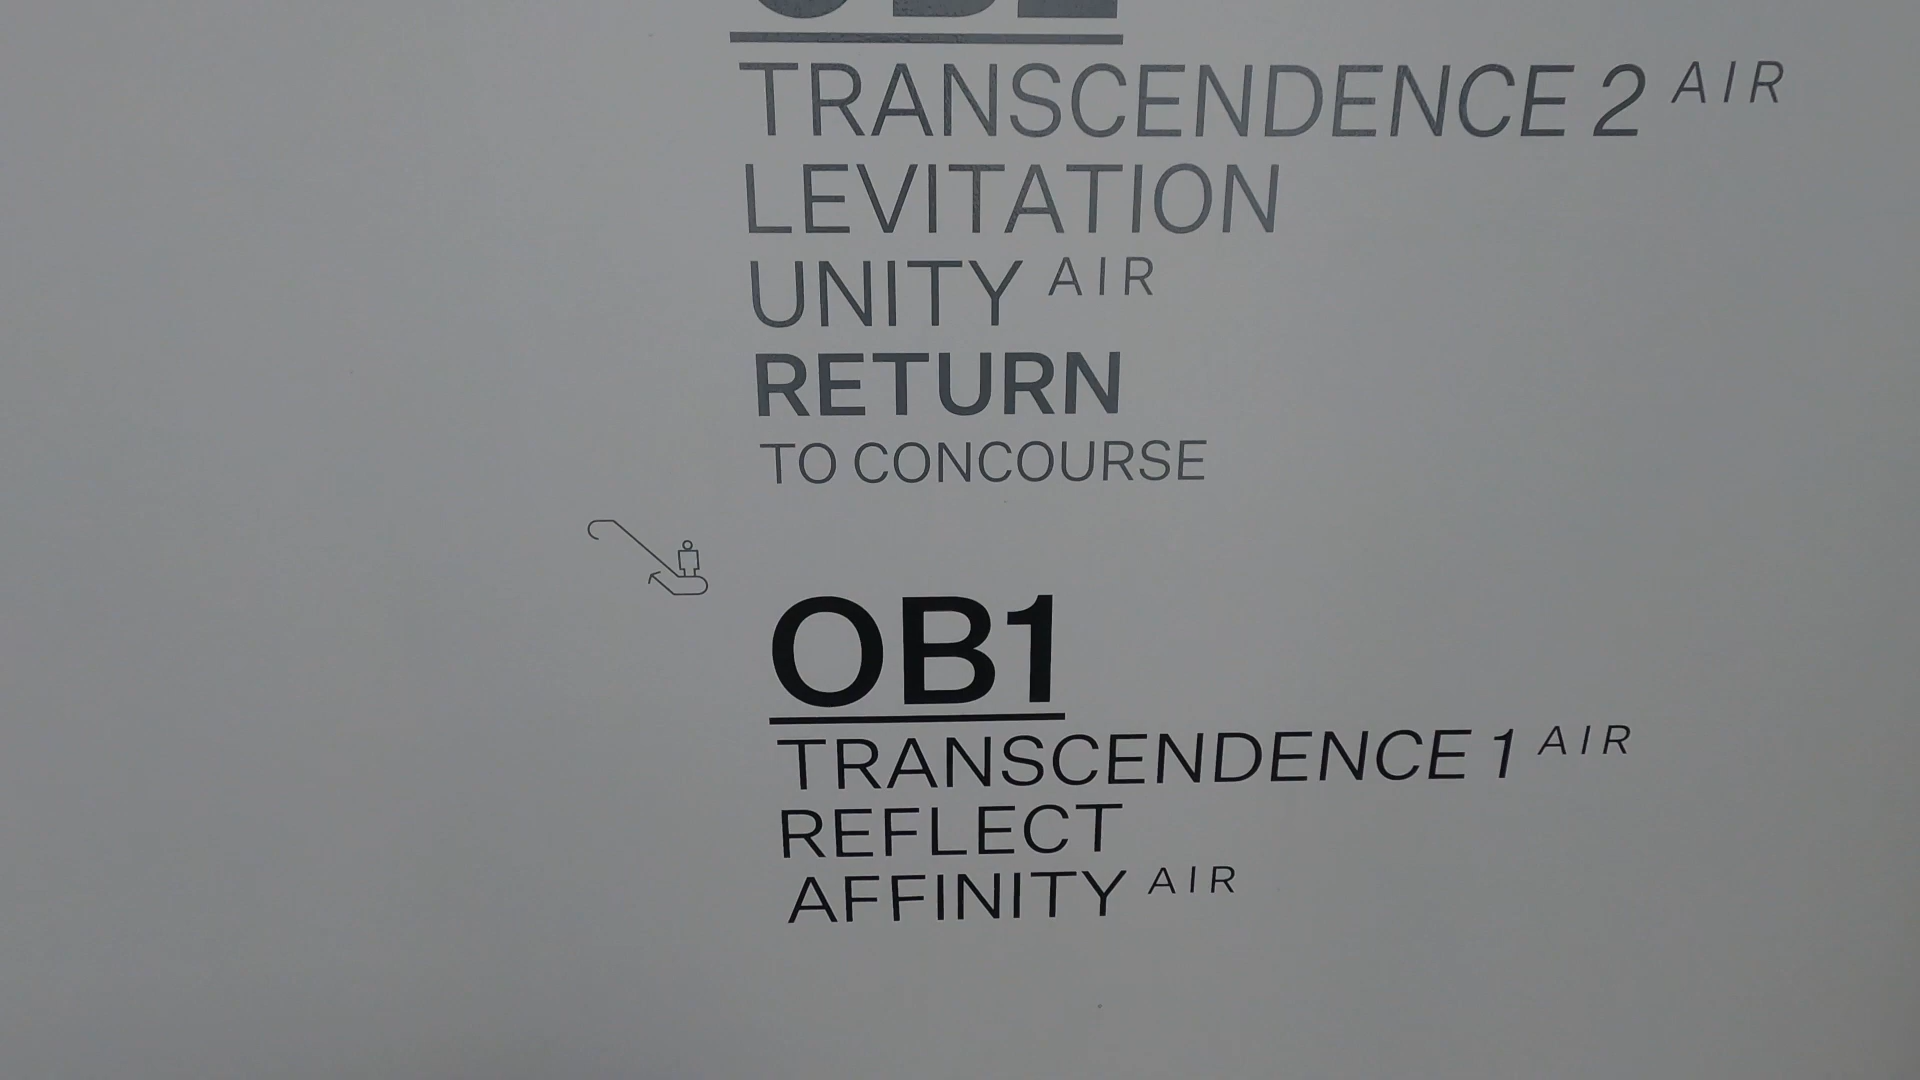 TRANSCENDENCE 2 AIR
LEVITATION
UNITY AIR
RETURN
TO CONCOURSE
OB1
TRANSCENDENCE 1 AIR
REFLECT
AFFINITY AIR